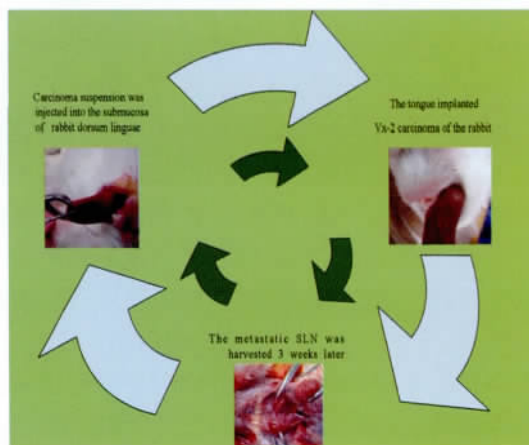 Carcinoma suspension was
injected into the submucosa
of rabbit dorsum linguae
The tongue implanted
Vx-2 carcinoma of the rabbit
The metastatic SLN was
harvested 3 weeks later